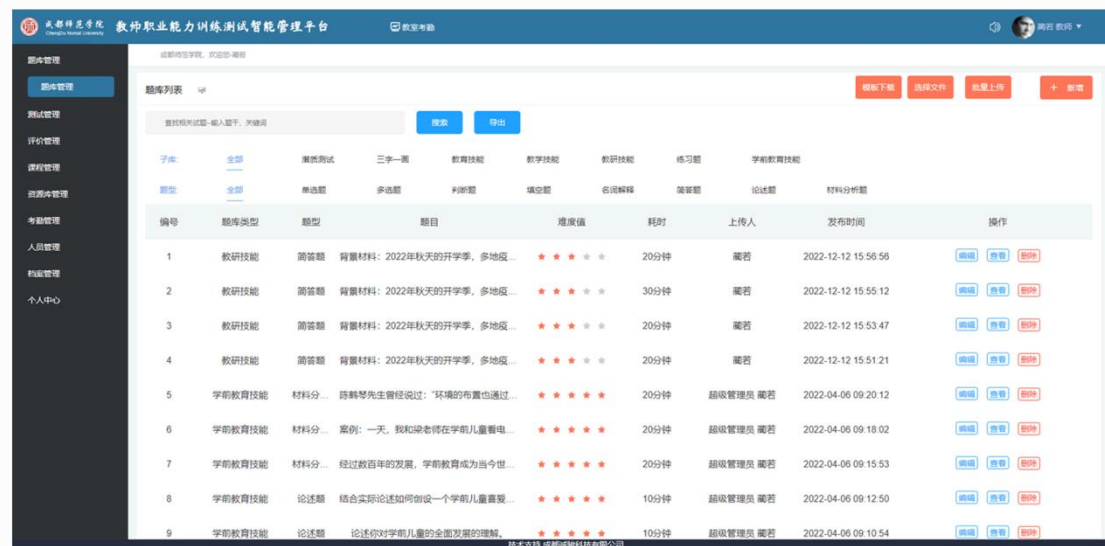 成都师范学院 教师职业能力训练测试智能管理平台 教室考勤 蔺若 教师
ChengDu Normal University
题库管理 成都师范学院，欢迎您-蔺若
题库管理 题库列表 模板下载 选择文件 批量上传 + 新增
测试管理
评价管理 查找相关试题-输入题干、关键词 搜索 导出
课程管理 子库: 全部 潜质测试 三字一画 教育技能 教学技能 教研技能 练习题 学前教育技能
资源库管理 题型: 全部 单选题 多选题 判断题 填空题 名词解释 简答题 论述题 材料分析题
考勤管理 编号 题库类型 题型 题目 难度值 耗时 上传人 发布时间 操作
人员管理 1 教研技能 简答题 背景材料：2022年秋天的开学季，多地疫... 20分钟 蔺若 2022-12-12 15:56:56 编辑 查看 删除
档案管理
个人中心 2 教研技能 简答题 背景材料：2022年秋天的开学季，多地疫... 30分钟 蔺若 2022-12-12 15:55:12 编辑 查看 删除
3 教研技能 简答题 背景材料：2022年秋天的开学季，多地疫... 20分钟 蔺若 2022-12-12 15:53:47 编辑 查看 删除
4 教研技能 简答题 背景材料：2022年秋天的开学季，多地疫... 20分钟 蔺若 2022-12-12 15:51:21 编辑 查看 删除
5 学前教育技能 材料分... 陈鹤琴先生曾经说过：“环境的布置也通过... 20分钟 超级管理员 蔺若 2022-04-06 09:20:12 编辑 查看 删除
6 学前教育技能 材料分... 案例：一天，我和梁老师在学前儿童看电... 20分钟 超级管理员 蔺若 2022-04-06 09:18:02 编辑 查看 删除
7 学前教育技能 材料分... 经过数百年的发展，学前教育成为当今世... 20分钟 超级管理员 蔺若 2022-04-06 09:15:53 编辑 查看 删除
8 学前教育技能 论述题 结合实际论述如何创设一个学前儿童喜爱... 10分钟 超级管理员 蔺若 2022-04-06 09:12:50 编辑 查看 删除
9 学前教育技能 论述题 论述你对学前儿童的全面发展的理解。 10分钟 超级管理员 蔺若 2022-04-06 09:10:54 编辑 查看 删除